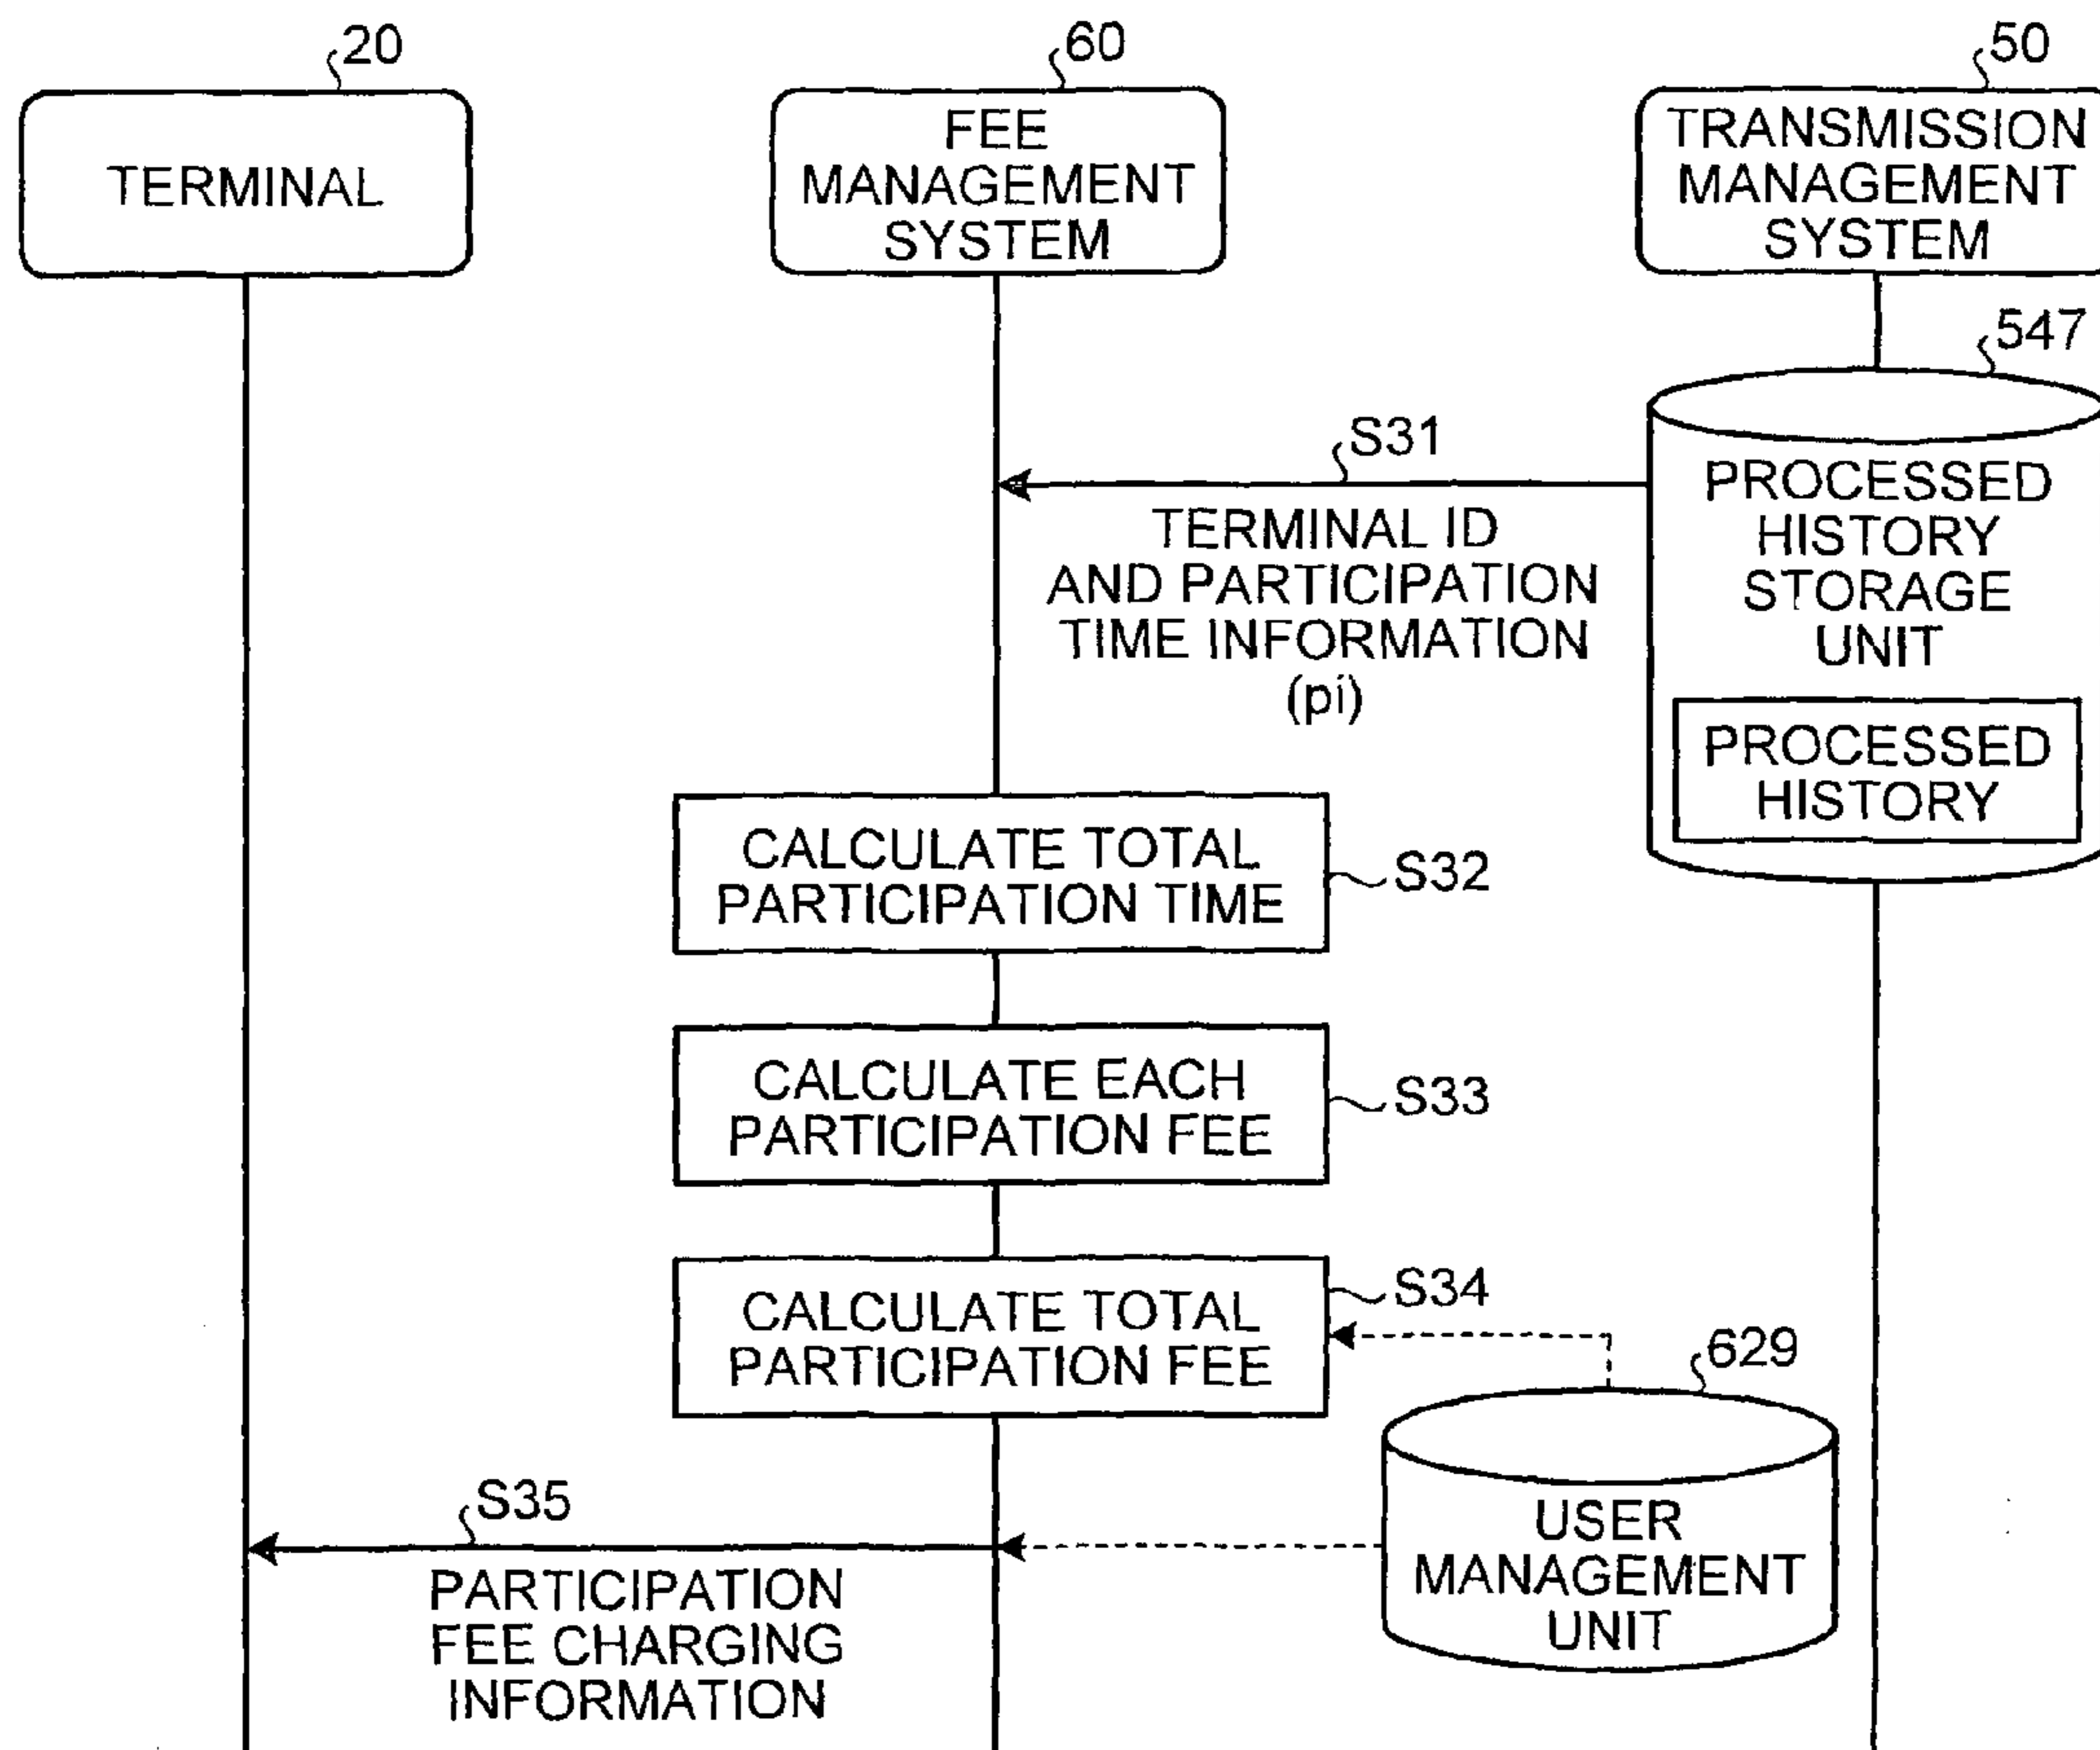 20
60
50
TERMINAL
FEE
MANAGEMENT
SYSTEM
TRANSMISSION
MANAGEMENT
SYSTEM
547
S31
TERMINAL ID
AND PARTICIPATION
TIME INFORMATION
(pi)
PROCESSED
HISTORY
STORAGE
UNIT
PROCESSED
HISTORY
CALCULATE TOTAL
PARTICIPATION TIME
S32
CALCULATE EACH
PARTICIPATION FEE
S33
CALCULATE TOTAL
PARTICIPATION FEE
S34
629
USER
MANAGEMENT
UNIT
S35
PARTICIPATION
FEE CHARGING
INFORMATION